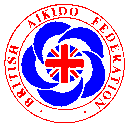 · BRITISH AIKIDO FEDERATION ·